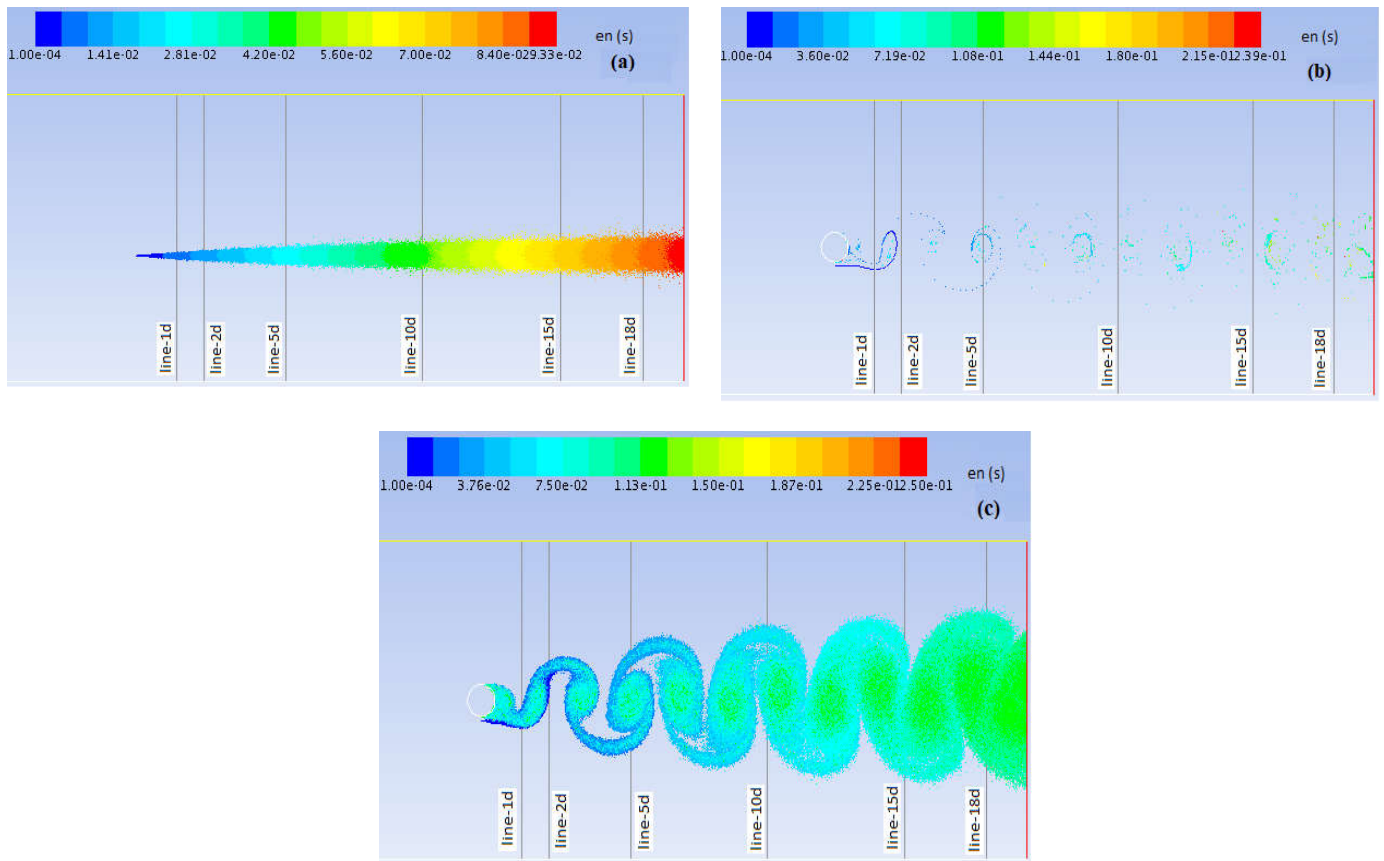 en (s)
1.00e-04 1.41e-02 2.81e-02 4.20e-02 5.60e-02 7.00e-02 8.40e-029.33e-02
(a)
line-1d line-2d line-5d line-10d line-15d line-18d
en (s)
1.00e-04 3.60e-02 7.19e-02 1.08e-01 1.44e-01 1.80e-01 2.15e-012.39e-01
(b)
line-1d line-2d line-5d line-10d line-15d line-18d
en (s)
1.00e-04 3.76e-02 7.50e-02 1.13e-01 1.50e-01 1.87e-01 2.25e-012.50e-01
(c)
line-1d line-2d line-5d line-10d line-15d line-18d